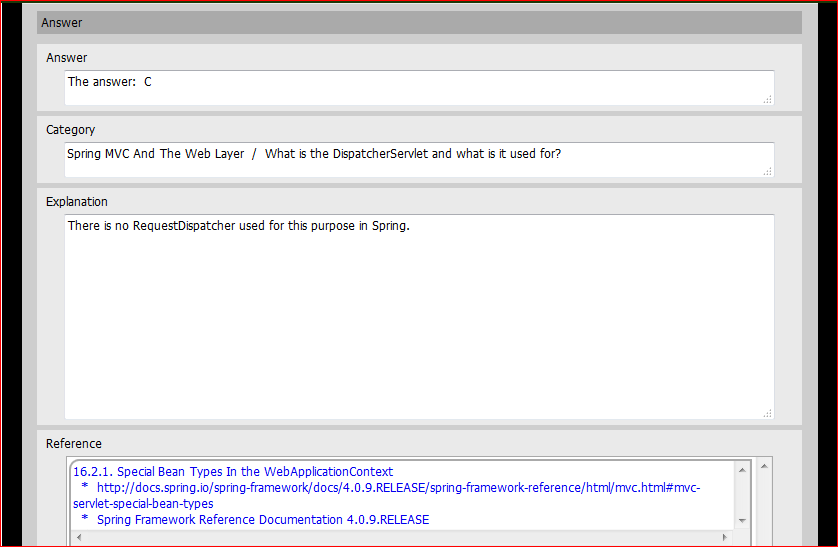 Answer
Answer
The answer:  C
Category
Spring MVC And The Web Layer  /  What is the DispatcherServlet and what is it used for?
Explanation
There is no RequestDispatcher used for this purpose in Spring.
Reference
16.2.1. Special Bean Types In the WebApplicationContext
*   http://docs.spring.io/spring-framework/docs/4.0.9.RELEASE/spring-framework-reference/html/mvc.html#mvc-
servlet-special-bean-types
*   Spring Framework Reference Documentation 4.0.9.RELEASE